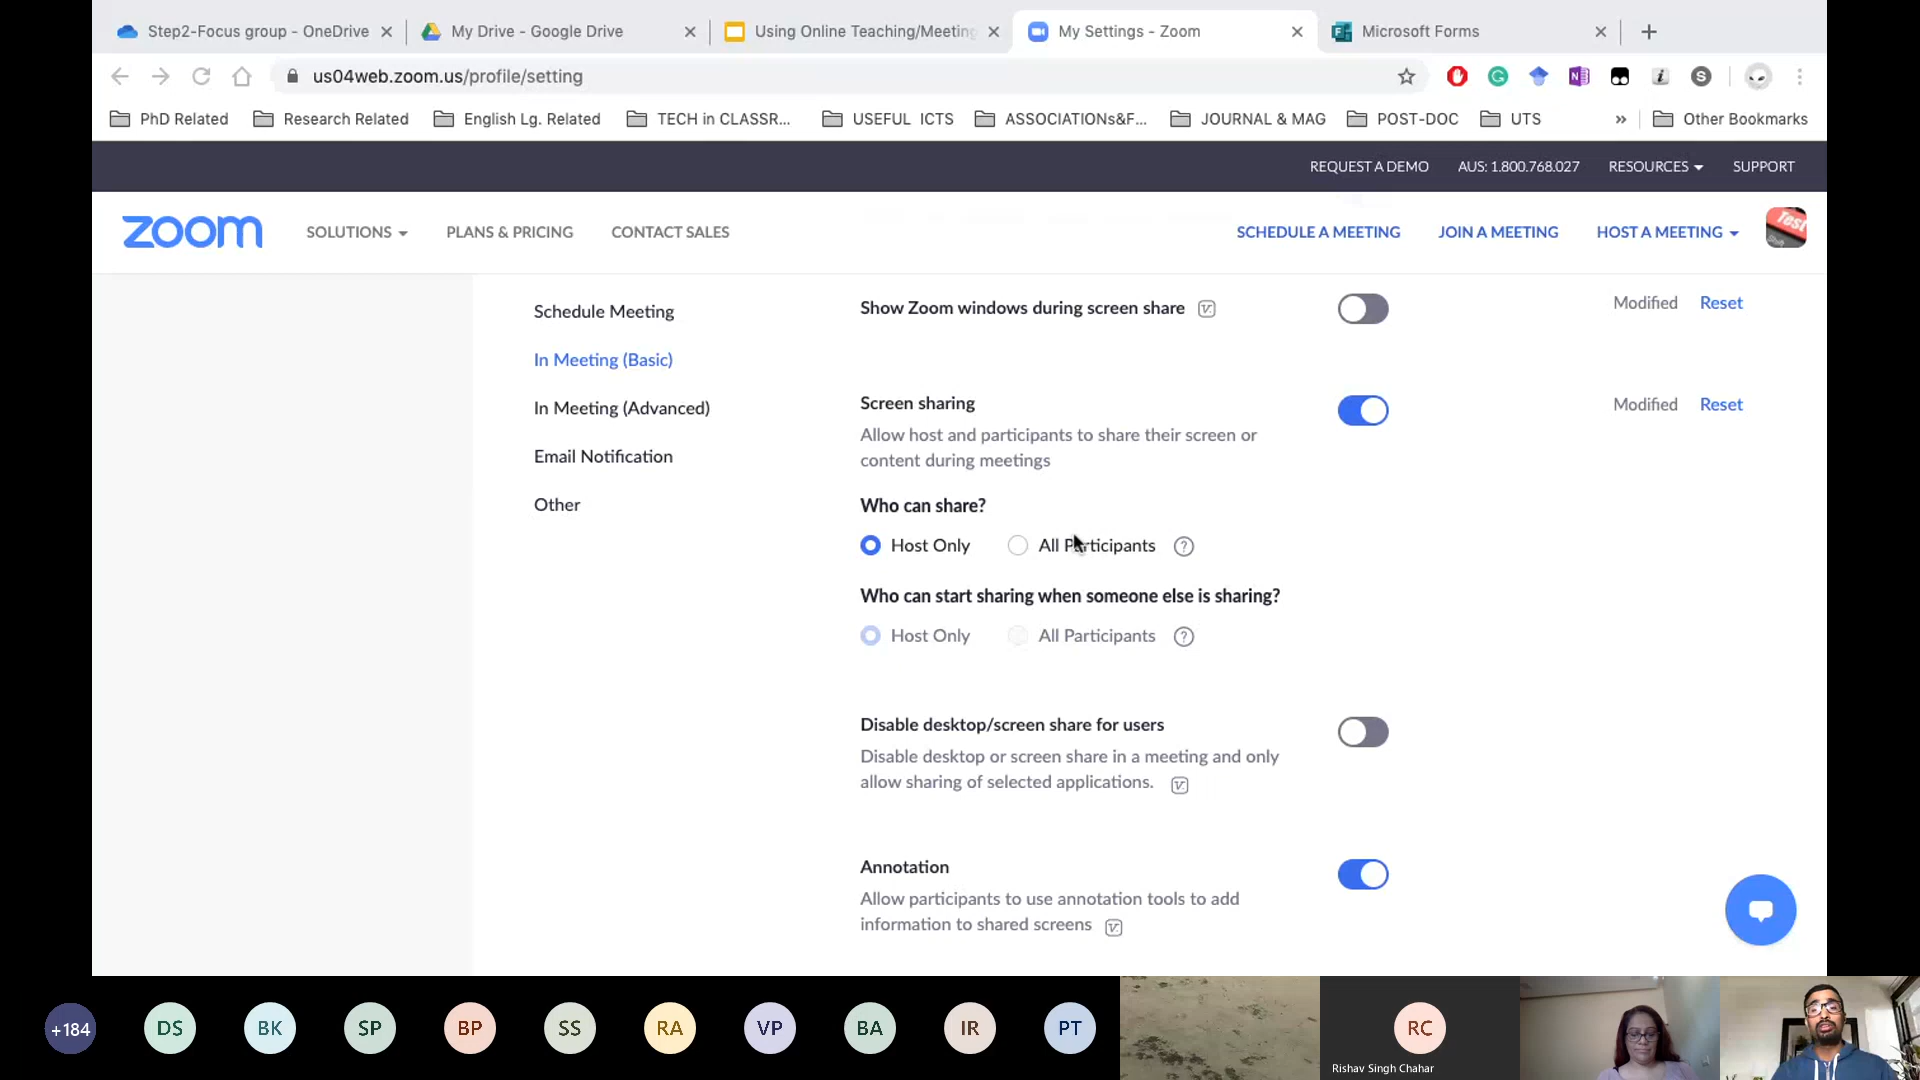 Step2-Focus group - OneDrive
My Drive - Google Drive
Using Online Teaching/Meeting
My Settings - Zoom
Microsoft Forms
us04web.zoom.us/profile/setting
PhD Related
Research Related
English Lg. Related
TECH in CLASSR...
USEFUL ICTS
ASSOCIATIONs&F...
JOURNAL & MAG
POST-DOC
UTS
»
Other Bookmarks
REQUEST A DEMO
AUS: 1.800.768.027
RESOURCES
SUPPORT
zoom
SOLUTIONS
PLANS & PRICING
CONTACT SALES
SCHEDULE A MEETING
JOIN A MEETING
HOST A MEETING
Test
Schedule Meeting
In Meeting (Basic)
In Meeting (Advanced)
Email Notification
Other
Show Zoom windows during screen share
Modified Reset
Screen sharing
Modified Reset
Allow host and participants to share their screen or
content during meetings
Who can share?
Host Only
All Participants
?
Who can start sharing when someone else is sharing?
Host Only
All Participants
?
Disable desktop/screen share for users
Disable desktop or screen share in a meeting and only
allow sharing of selected applications.
Annotation
Allow participants to use annotation tools to add
information to shared screens
+184
DS
BK
SP
BP
SS
RA
VP
BA
IR
PT
RC
Rishav Singh Chahar